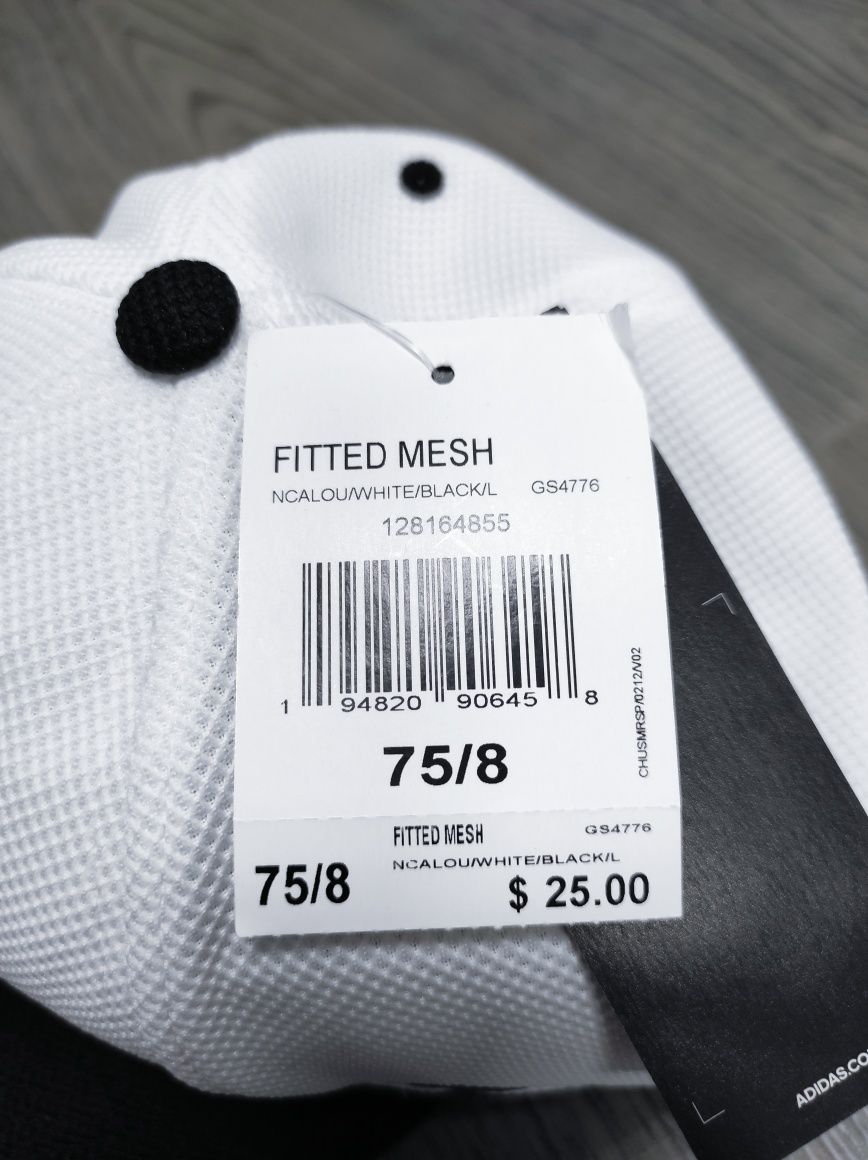 FITTED MESH
NCALOU/WHITE/BLACK/L GS4776
128164855
1 94820 90645 8
CHUSMRSP/0212/V02
75/8
FITTED MESH GS4776
NCALOU/WHITE/BLACK/L
75/8
$ 25.00
ADIDAS.CO